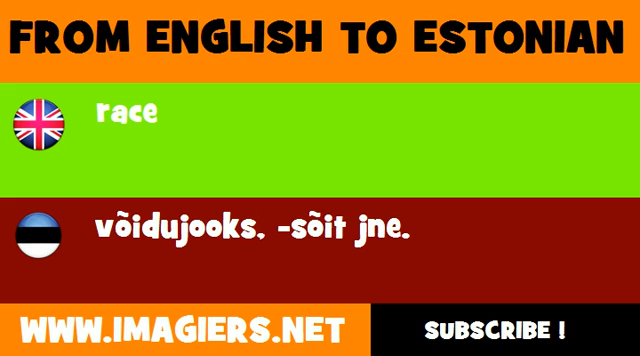 FROM ENGLISH TO ESTONIAN
race
võidujooks, -sõit jne.
WWW.IMAGIERS.NET
SUBSCRIBE !